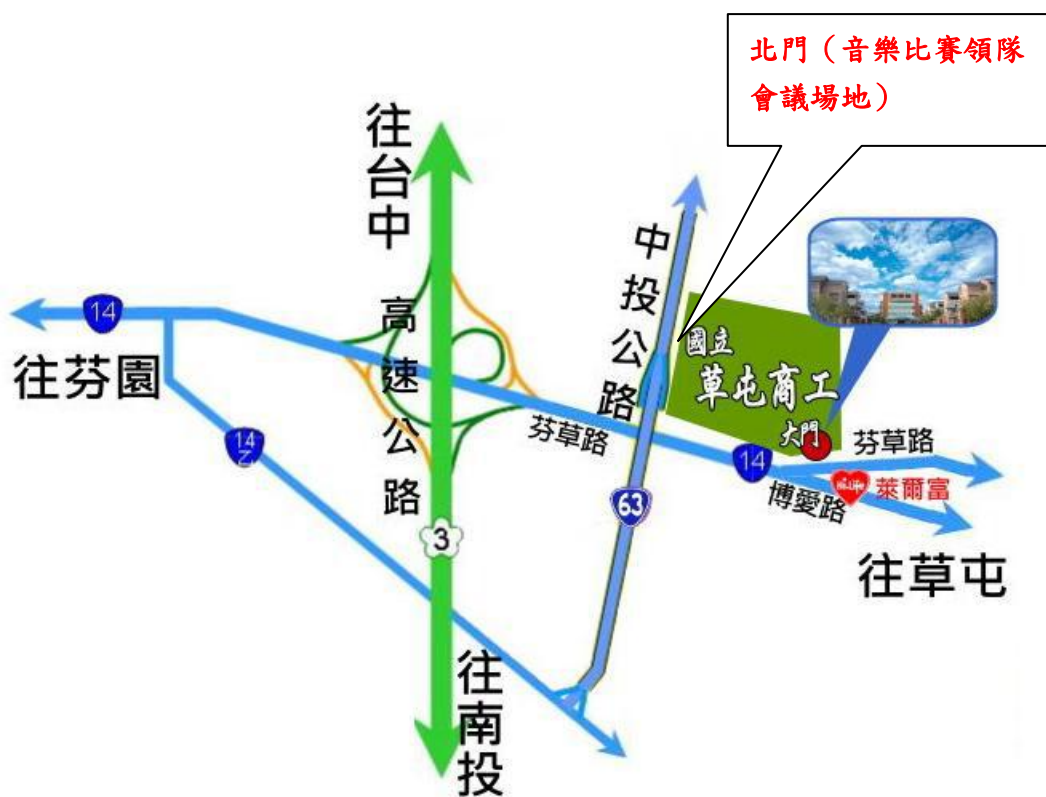 北門（音樂比賽領隊
會議場地）
往台中
中投公路
14
高速公路
往芬園
國立
草屯商工
大門
芬草路
芬草路
14
乙
14
Hi-Life
萊爾富
博愛路
63
3
往草屯
往南投